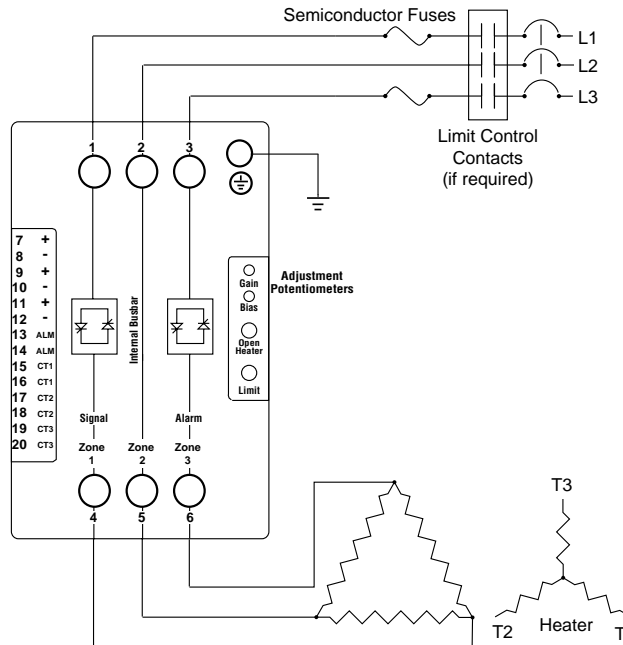 Semiconductor Fuses
L1
L2
L3
Limit Control
Contacts
(if required)
1
2
3
7 +
8 -
9 +
10 -
11 +
12 -
13 ALM
14 ALM
15 CT1
16 CT1
17 CT2
18 CT2
19 CT3
20 CT3
Internal Busbar
Gain
Bias
Open
Heater
Limit
Adjustment
Potentiometers
Signal
Alarm
Zone
1
Zone
2
Zone
3
4
5
6
T3
T2
Heater